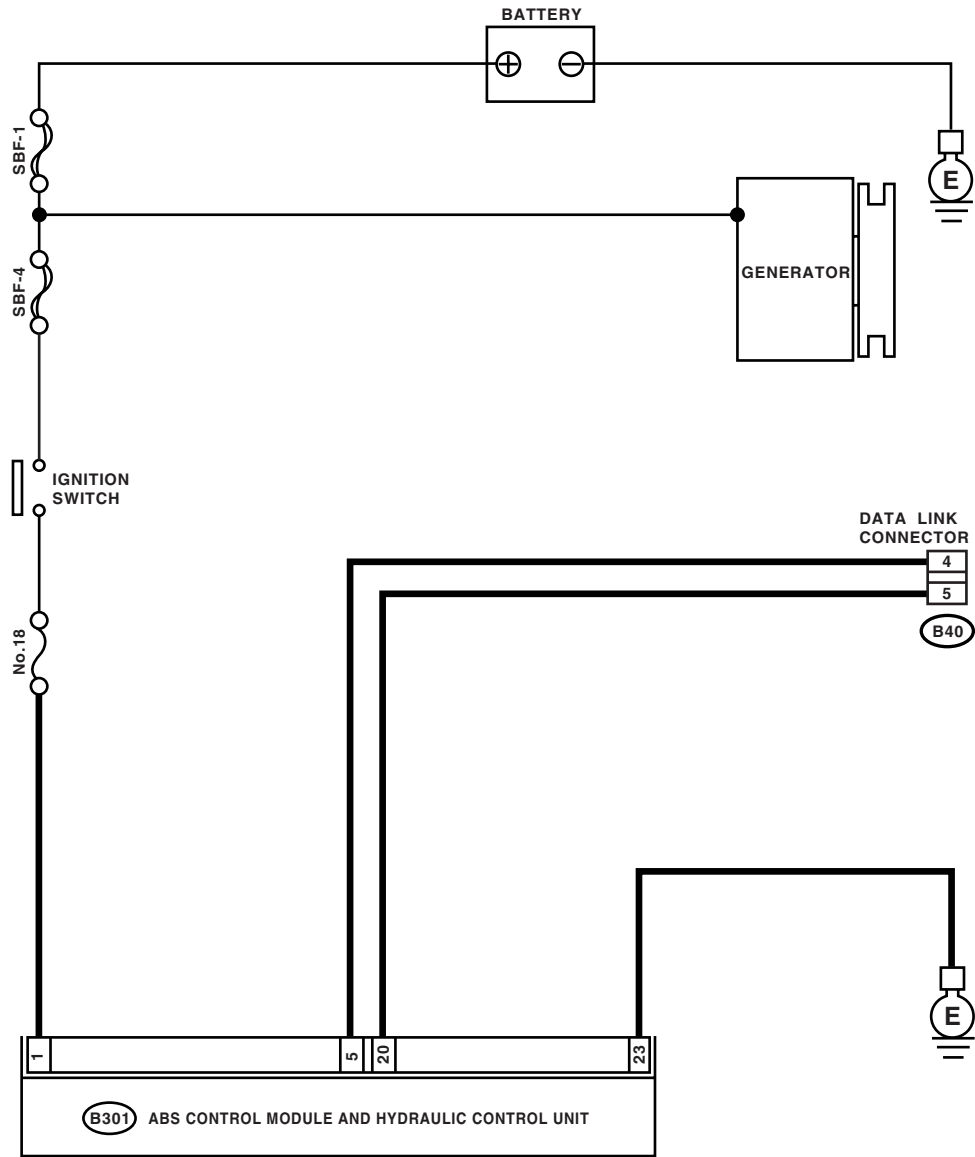 BATTERY
SBF-1
E
GENERATOR
SBF-4
IGNITION
SWITCH
DATA LINK
CONNECTOR
4
5
B40
No.18
E
1
5
20
23
B301 ABS CONTROL MODULE AND HYDRAULIC CONTROL UNIT